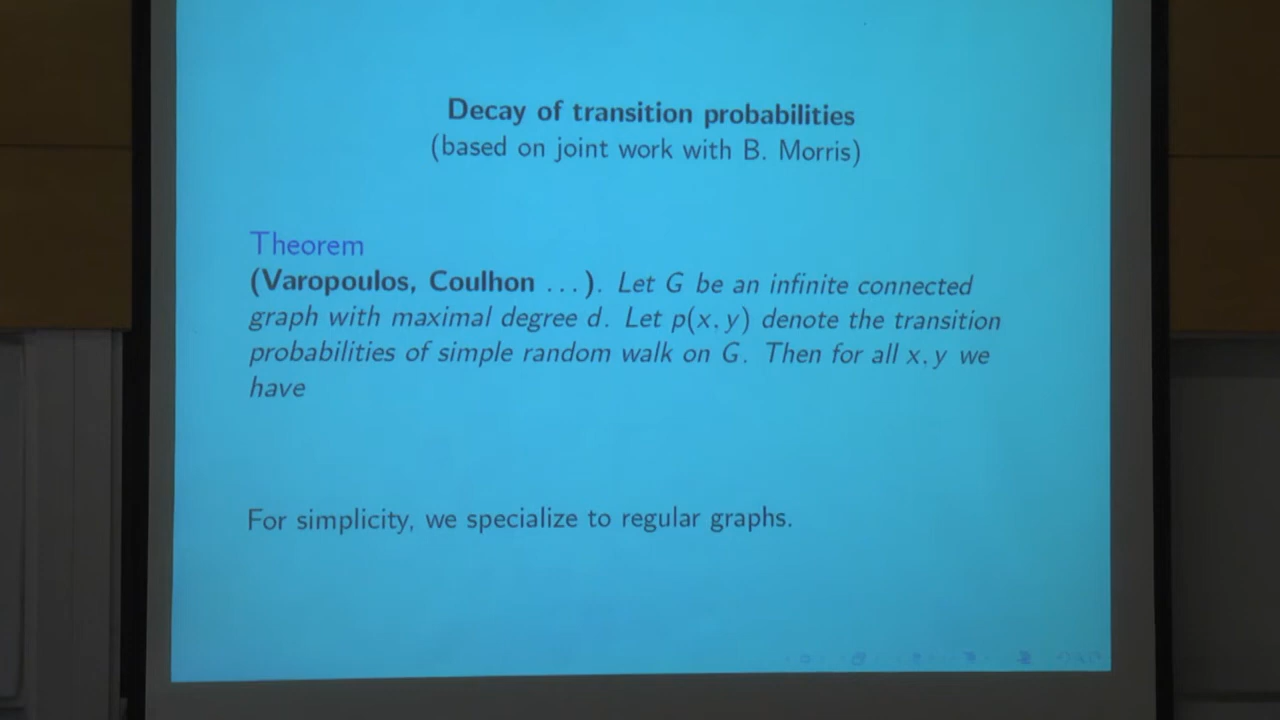 Decay of transition probabilities
(based on joint work with B. Morris)
Theorem
(Varopoulos, Coulhon ...). Let G be an infinite connected
graph with maximal degree d. Let p(x, y) denote the transition
probabilities of simple random walk on G. Then for all x, y we
have
For simplicity, we specialize to regular graphs.